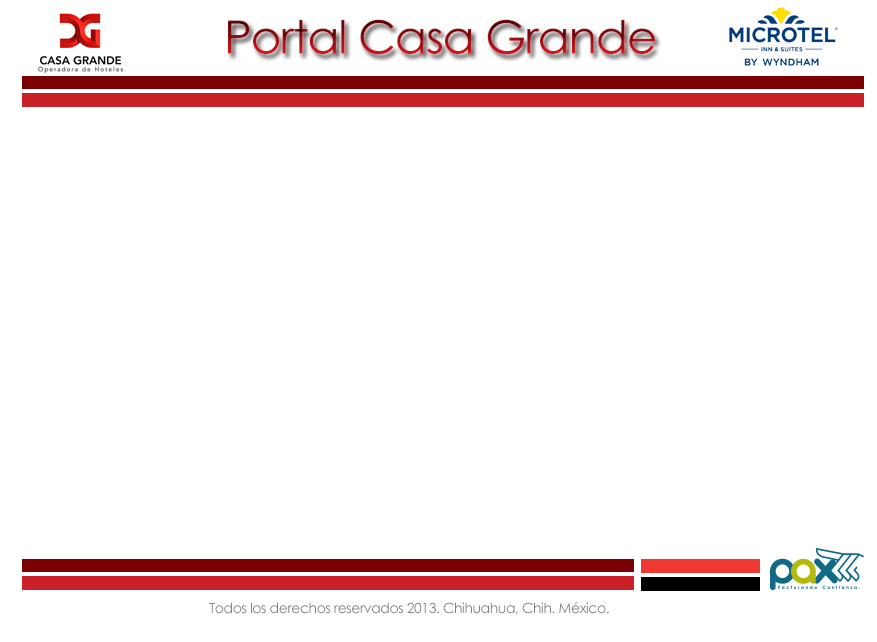 CASA GRANDE
Operadora de Hoteles
Portal Casa Grande
MICROTEL®
INN & SUITES
BY WYNDHAM
pax
Facturando Confianza.
Todos los derechos reservados 2013. Chihuahua, Chih. México.